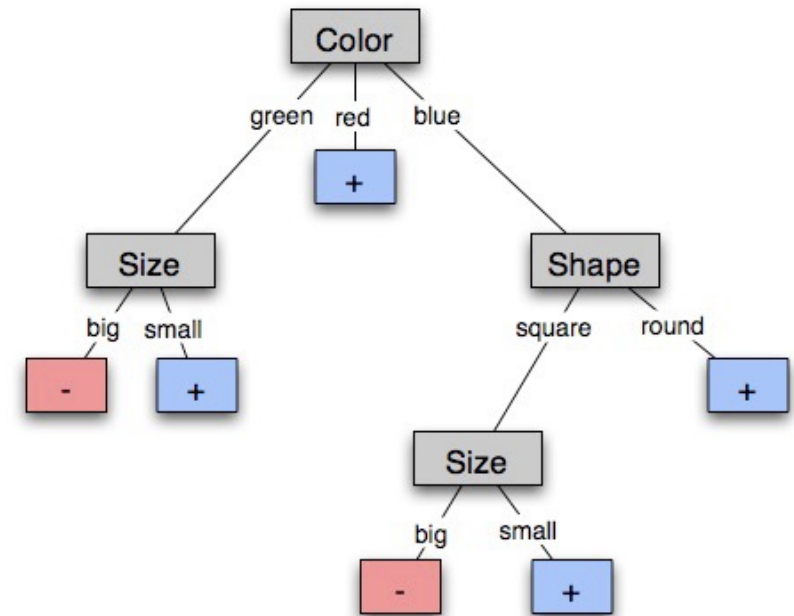 Color
green red blue
+
Size Shape
big small square round
- + +
Size
big small
- +